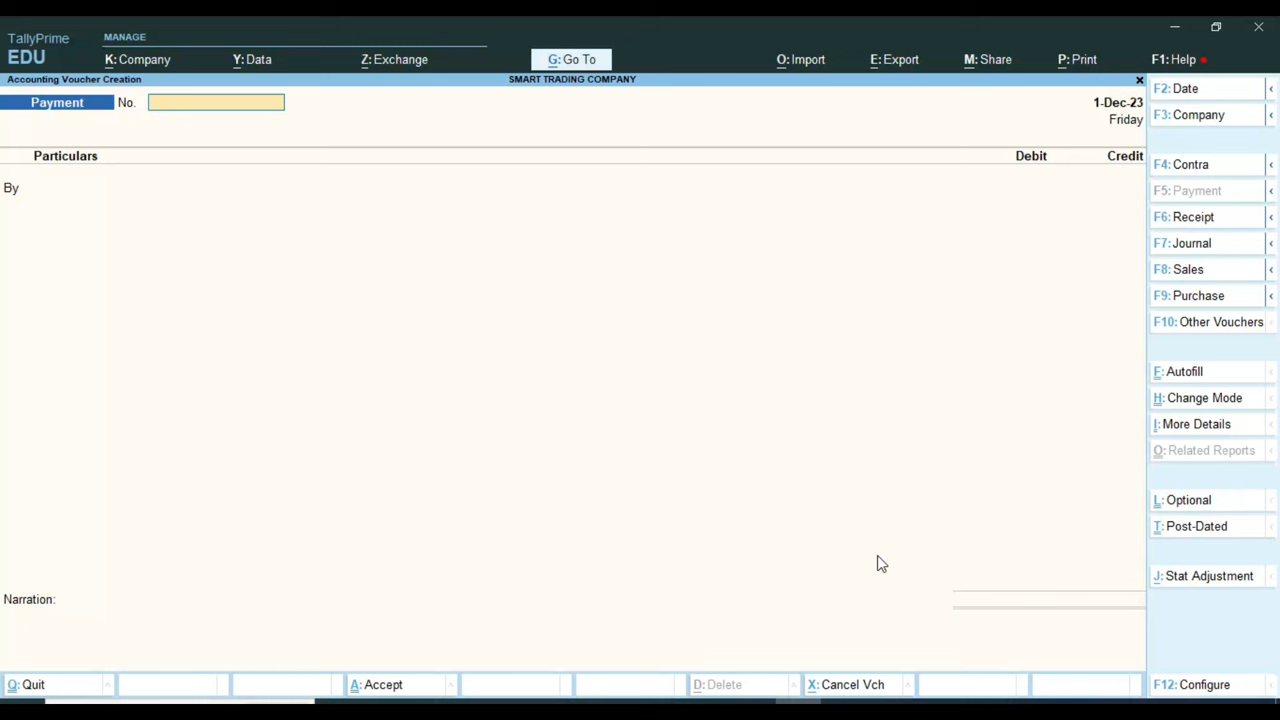 TallyPrime
EDU
MANAGE
K: Company
Y: Data
Z: Exchange
G: Go To
O: Import
E: Export
M: Share
P: Print
F1: Help
Accounting Voucher Creation
SMART TRADING COMPANY
Payment
No.
1-Dec-23
Friday
Particulars
Debit
Credit
By
Narration:
F2: Date
F3: Company
F4: Contra
F5: Payment
F6: Receipt
F7: Journal
F8: Sales
F9: Purchase
F10: Other Vouchers
F: Autofill
H: Change Mode
I: More Details
O: Related Reports
L: Optional
T: Post-Dated
J: Stat Adjustment
Q: Quit
A: Accept
D: Delete
X: Cancel Vch
F12: Configure